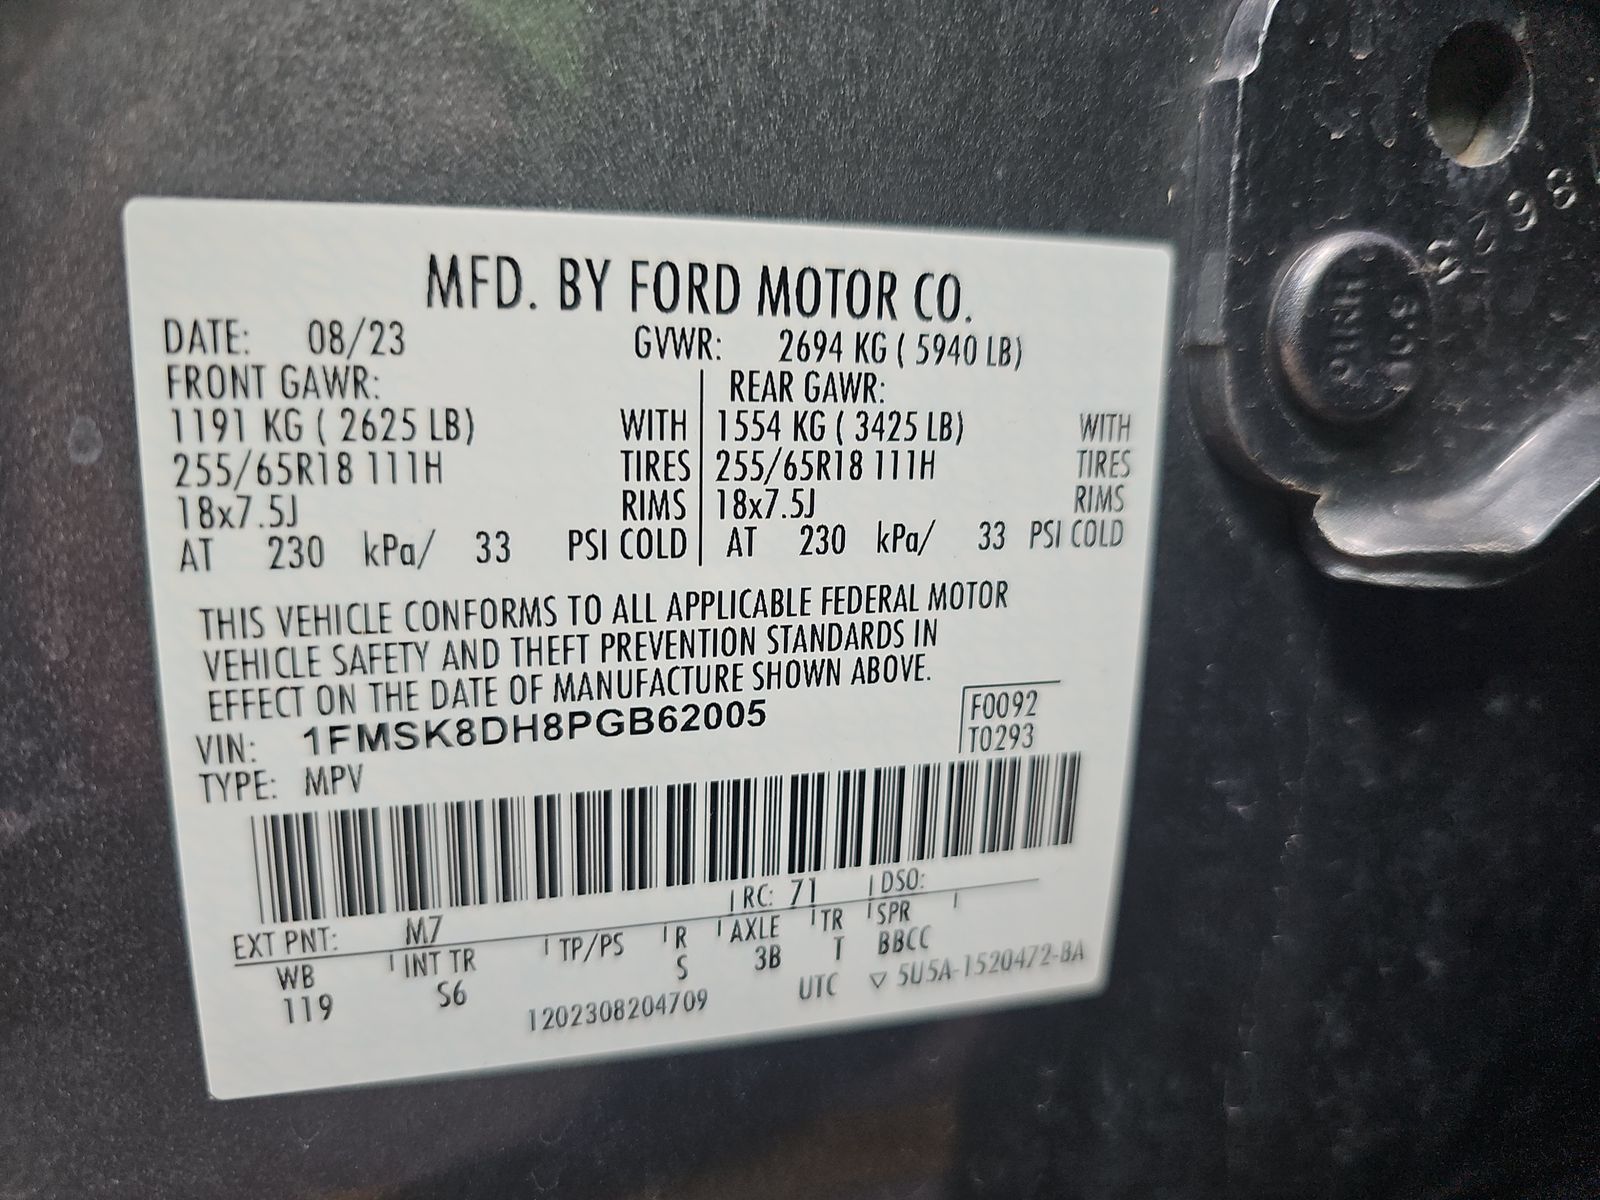 MFD. BY FORD MOTOR CO.
DATE: 08/23 GVWR: 2694 KG ( 5940 LB)
FRONT GAWR: REAR GAWR:
1191 KG ( 2625 LB) WITH 1554 KG ( 3425 LB) WITH
255/65R18 111H TIRES 255/65R18 111H TIRES
18x7.5J RIMS 18x7.5J RIMS
AT 230 kPa/ 33 PSI COLD AT 230 kPa/ 33 PSI COLD
THIS VEHICLE CONFORMS TO ALL APPLICABLE FEDERAL MOTOR
VEHICLE SAFETY AND THEFT PREVENTION STANDARDS IN
EFFECT ON THE DATE OF MANUFACTURE SHOWN ABOVE.
VIN: 1FMSK8DH8PGB62005 F0092
TYPE: MPV T0293
EXT PNT: M7 RC: 71 DSO:
WB INT TR TP/PS R AXLE TR SPR
119 S6 S 3B T BBCC
1202308204709 UTC ▽ 5U5A-1520472-BA